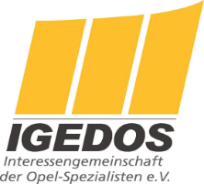 IGEDOS
Interessengemeinschaft
der Opel-Spezialisten e.V.